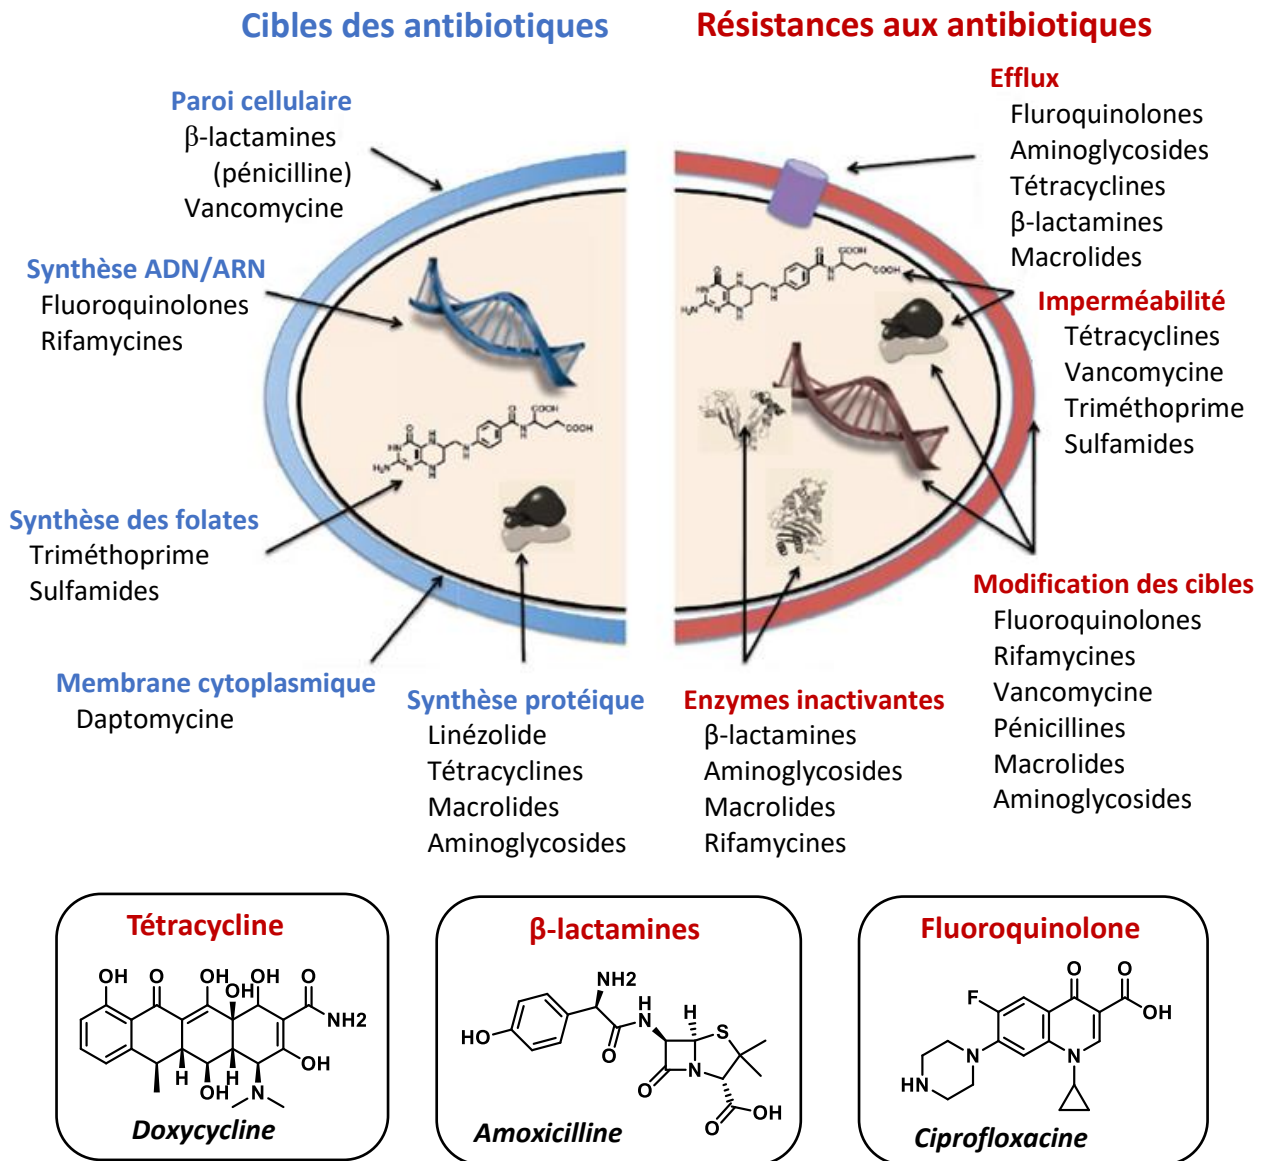 Cibles des antibiotiques
Résistances aux antibiotiques
Paroi cellulaire
β-lactamines
(pénicilline)
Vancomycine
Synthèse ADN/ARN
Fluoroquinolones
Rifamycines
Synthèse des folates
Triméthoprime
Sulfamides
Membrane cytoplasmique
Daptomycine
Synthèse protéique
Linézolide
Tétracyclines
Macrolides
Aminoglycosides
Efflux
Fluroquinolones
Aminoglycosides
Tétracyclines
β-lactamines
Macrolides
Imperméabilité
Tétracyclines
Vancomycine
Triméthoprime
Sulfamides
Modification des cibles
Fluoroquinolones
Rifamycines
Vancomycine
Pénicillines
Macrolides
Aminoglycosides
Enzymes inactivantes
β-lactamines
Aminoglycosides
Macrolides
Rifamycines
Tétracycline
OH O OH OH OH O
NH2
OH
H OH H N
Doxycycline
β-lactamines
NH2
H H
HO N S
O
N
O
OH
O
Amoxicilline
Fluoroquinolone
O O
F OH
N N
HN
Ciprofloxacine